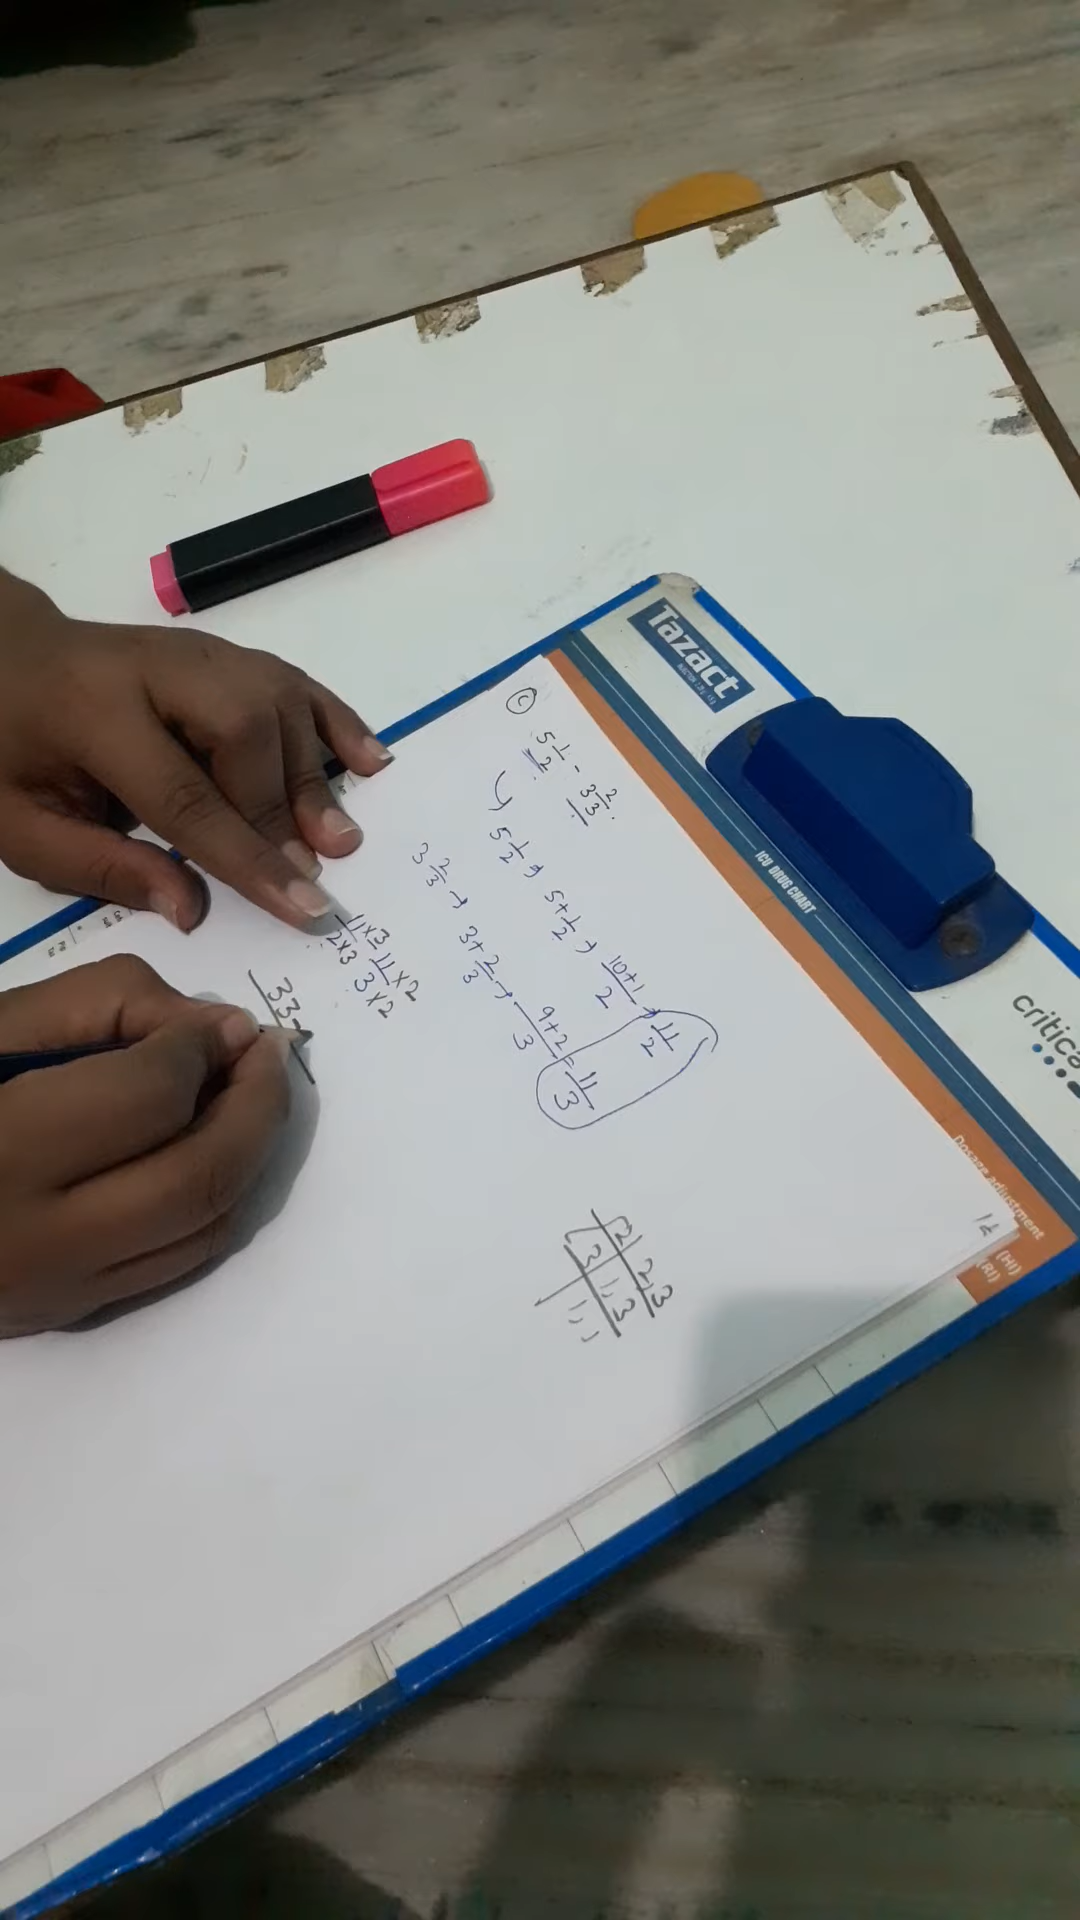 Tazact
ICU DRUG CHART
critica
Dosage adjustment
(HI)
(RI)
(c) 5 1/2 - 3 2/3
→ 5 1/2 → 5+1/2 → 10+1/2 → 11/2
3 2/3 → 3+2/3 → 9+2/3 = 11/3
11×3/2×3 - 11×2/3×2
33
2 | 2,3
3 | 1,3
1,1